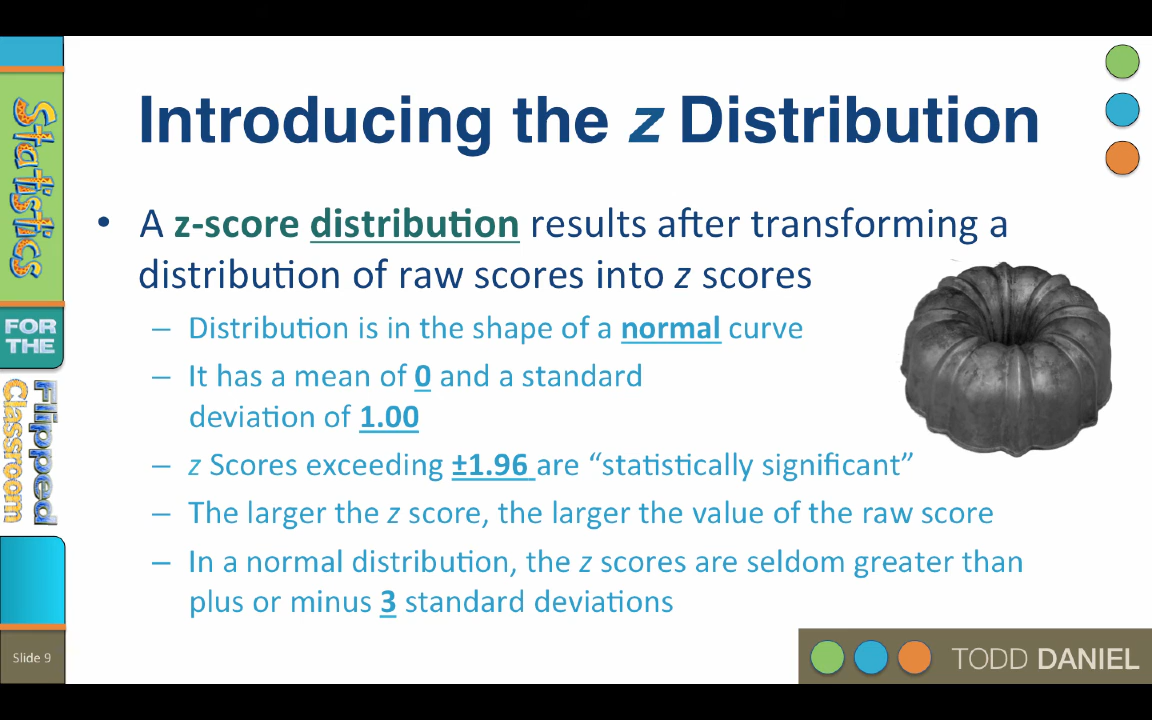 Introducing the z Distribution
• A z-score distribution results after transforming a
distribution of raw scores into z scores
– Distribution is in the shape of a normal curve
– It has a mean of 0 and a standard
deviation of 1.00
– z Scores exceeding ±1.96 are “statistically significant”
– The larger the z score, the larger the value of the raw score
– In a normal distribution, the z scores are seldom greater than
plus or minus 3 standard deviations
Statistics
FOR THE
Flipped
Classroom
Slide 9
TODD DANIEL